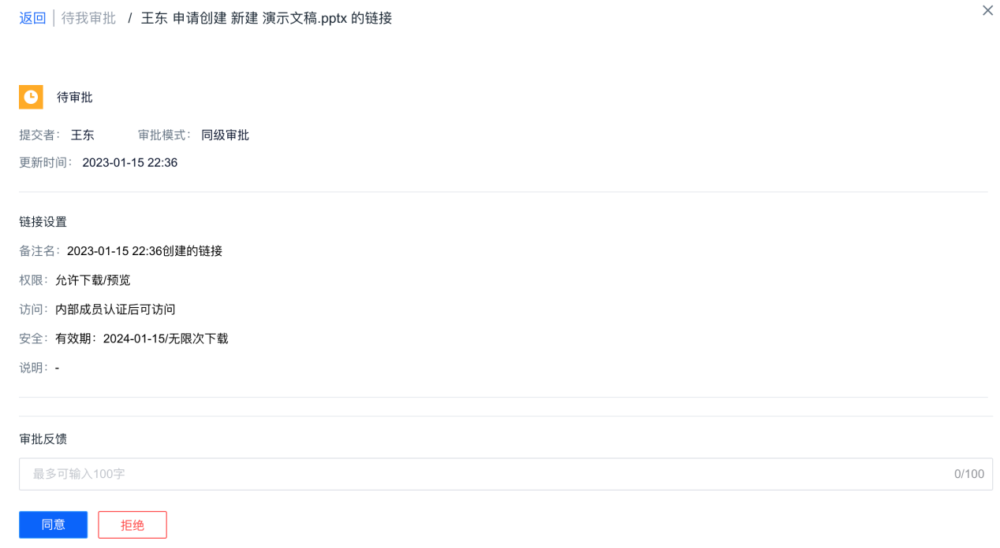 返回 | 待我审批 / 王东 申请创建 新建 演示文稿.pptx 的链接
待审批
提交者： 王东 审批模式： 同级审批
更新时间： 2023-01-15 22:36
链接设置
备注名：2023-01-15 22:36创建的链接
权限：允许下载/预览
访问：内部成员认证后可访问
安全：有效期：2024-01-15/无限次下载
说明：-
审批反馈
最多可输入100字 0/100
同意 拒绝